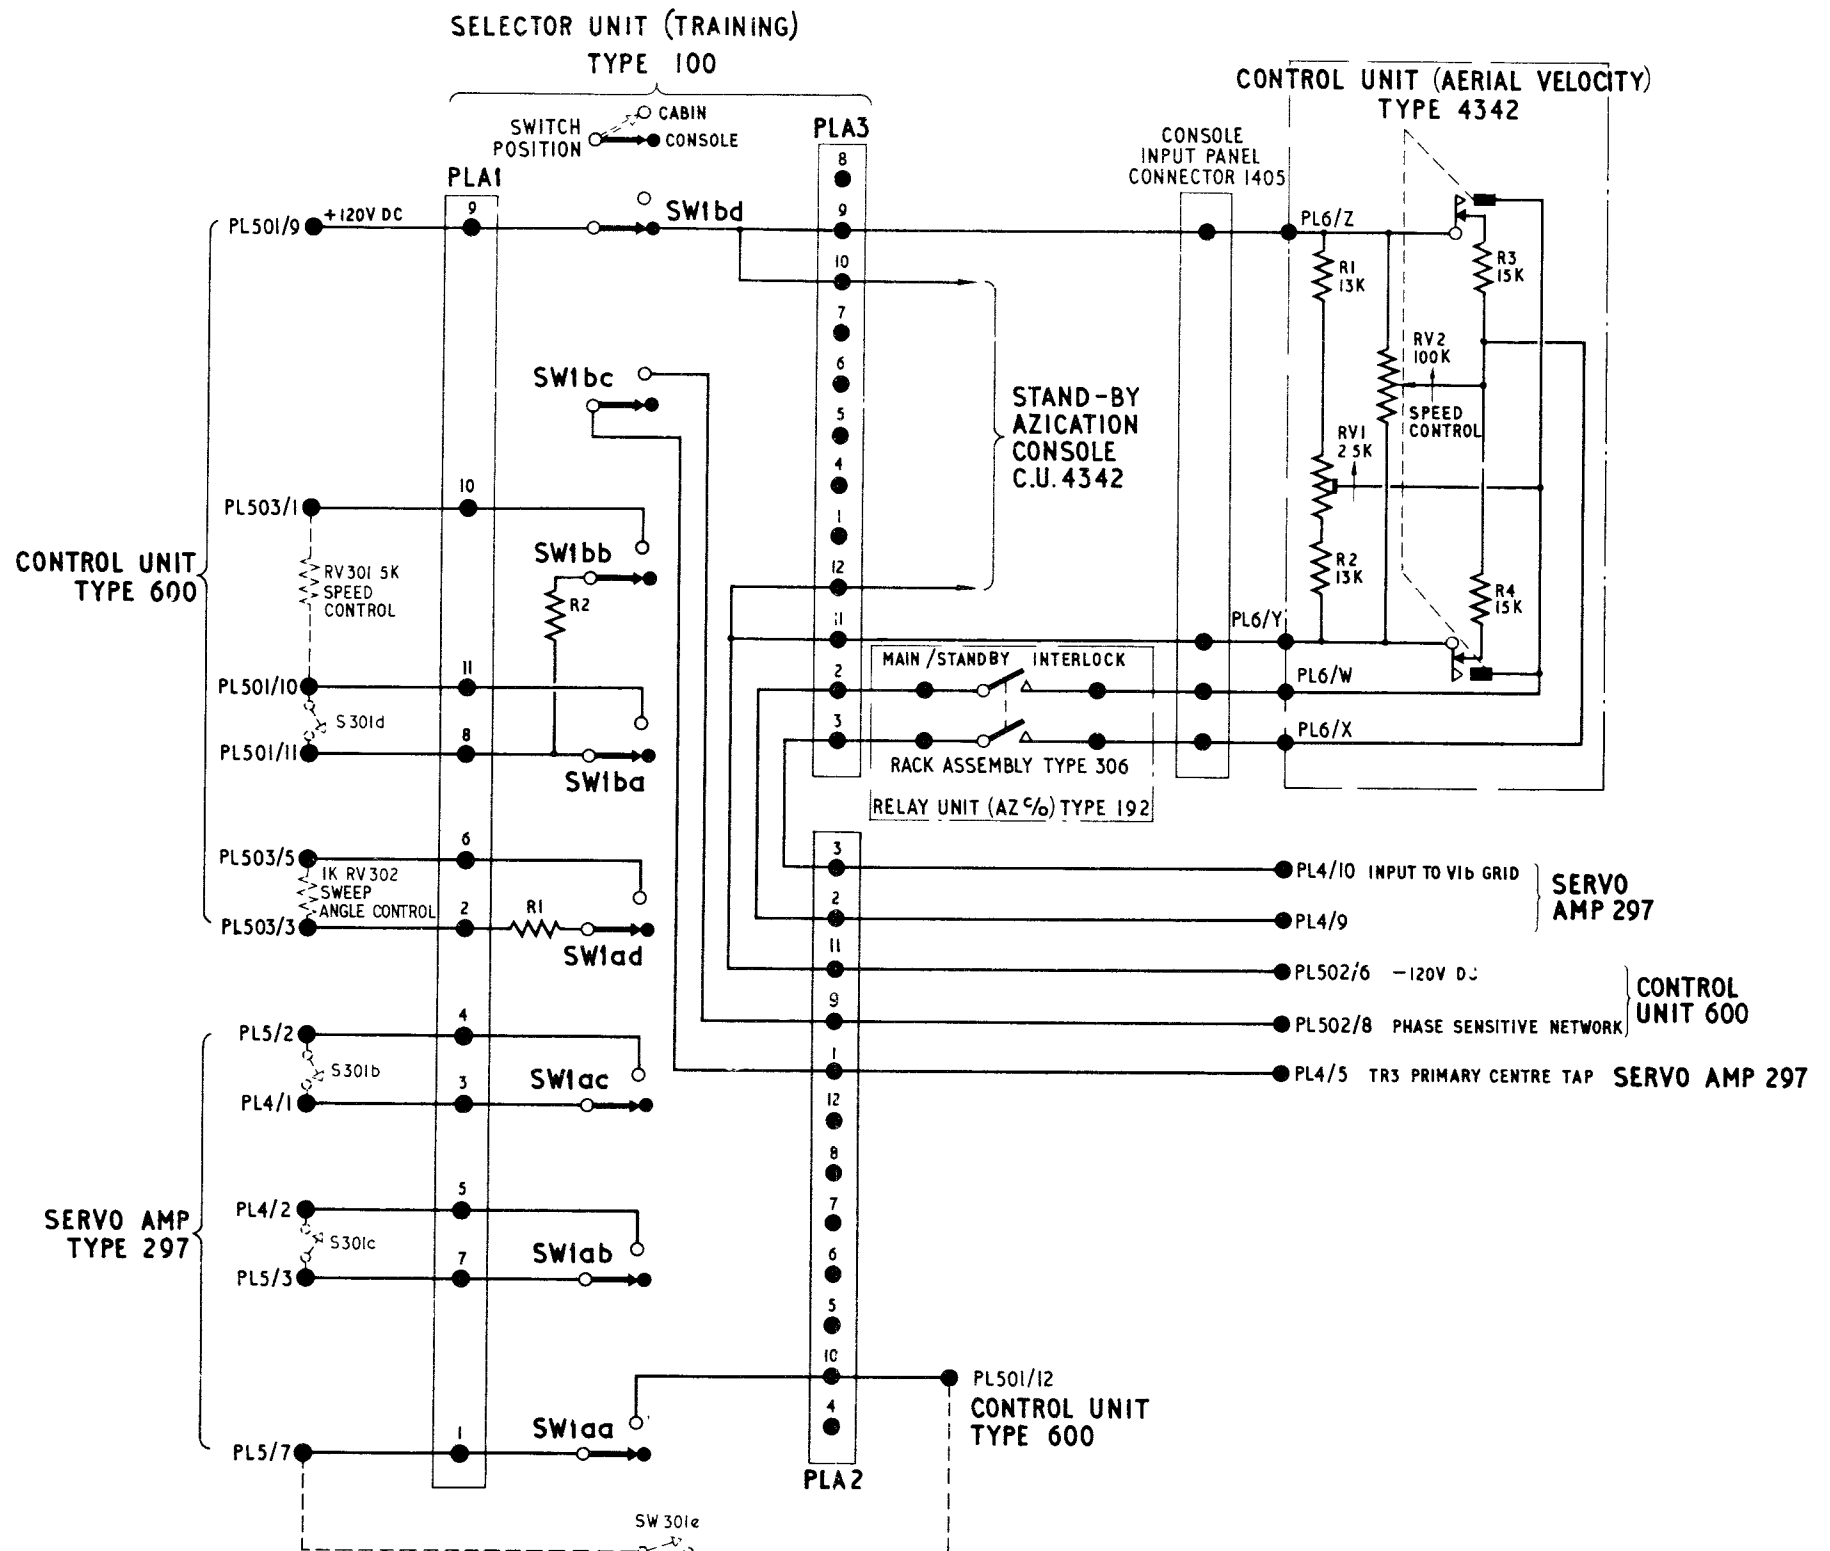 SELECTOR UNIT (TRAINING)
TYPE 100
CABIN
SWITCH
POSITION
CONSOLE
CONTROL UNIT (AERIAL VELOCITY)
TYPE 4342
PLA3
CONSOLE
INPUT PANEL
CONNECTOR 1405
PLA1
8
PL501/9
+120V DC
9
SW1bd
9
PL6/Z
R1
13K
R3
15K
10
7
6
5
4
1
12
11
2
3
SW1bc
STAND-BY
AZICATION
CONSOLE
C.U. 4342
RV2
100K
SPEED
CONTROL
RV1
25K
R2
13K
R4
15K
PL503/1
10
SW1bb
R2
CONTROL UNIT
TYPE 600
RV301 5K
SPEED
CONTROL
PL6/Y
MAIN/STANDBY INTERLOCK
PL6/W
PL6/X
RACK ASSEMBLY TYPE 306
RELAY UNIT (AZ C/O) TYPE 192
PL501/10
11
S301d
PL501/11
8
SW1ba
PL503/5
6
1K RV302
SWEEP
ANGLE CONTROL
PL503/3
2
R1
SW1ad
3
PL4/10 INPUT TO V1b GRID
SERVO
AMP 297
2
PL4/9
11
PL502/6 -120V DC
9
PL502/8 PHASE SENSITIVE NETWORK
CONTROL
UNIT 600
1
PL4/5 TR3 PRIMARY CENTRE TAP SERVO AMP 297
PL5/2
4
S301b
PL4/1
3
SW1ac
12
8
7
6
5
SERVO AMP
TYPE 297
PL4/2
5
S301c
PL5/3
7
SW1ab
10
PL501/12
CONTROL UNIT
TYPE 600
4
PL5/7
1
SW1aa
PLA2
SW301e